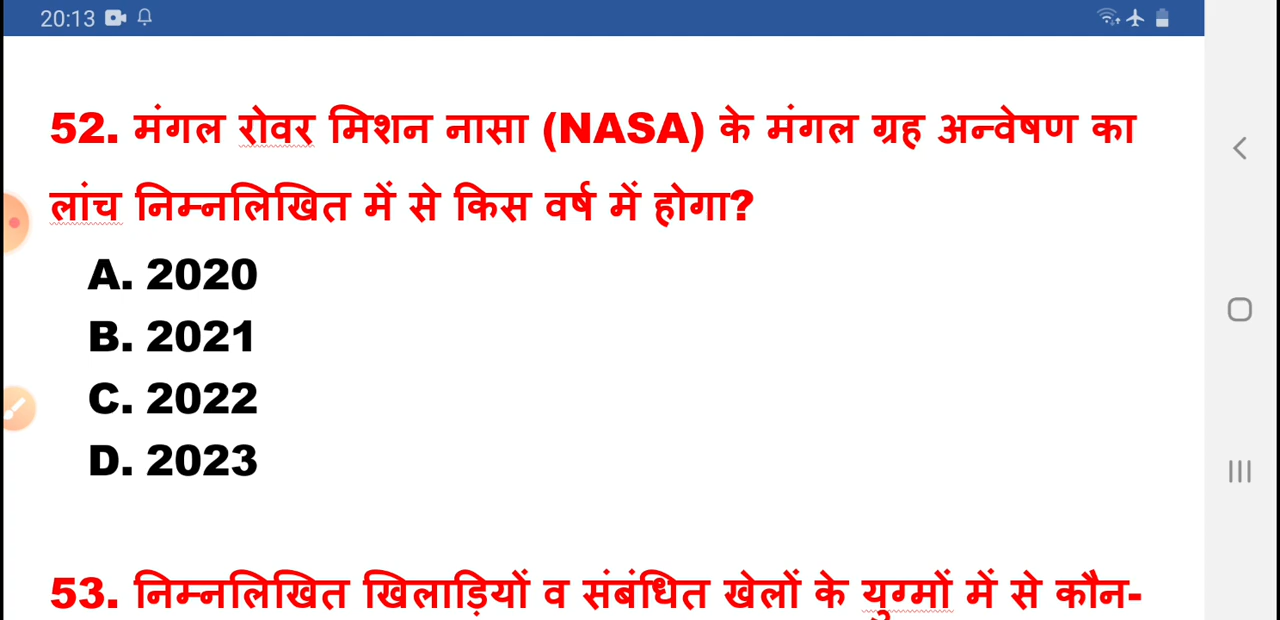 20:13
52. मंगल रोवर मिशन नासा (NASA) के मंगल ग्रह अन्वेषण का
लांच निम्नलिखित में से किस वर्ष में होगा?
A. 2020
B. 2021
C. 2022
D. 2023
53. निम्नलिखित खिलाड़ियों व संबंधित खेलों के युग्मों में से कौन-